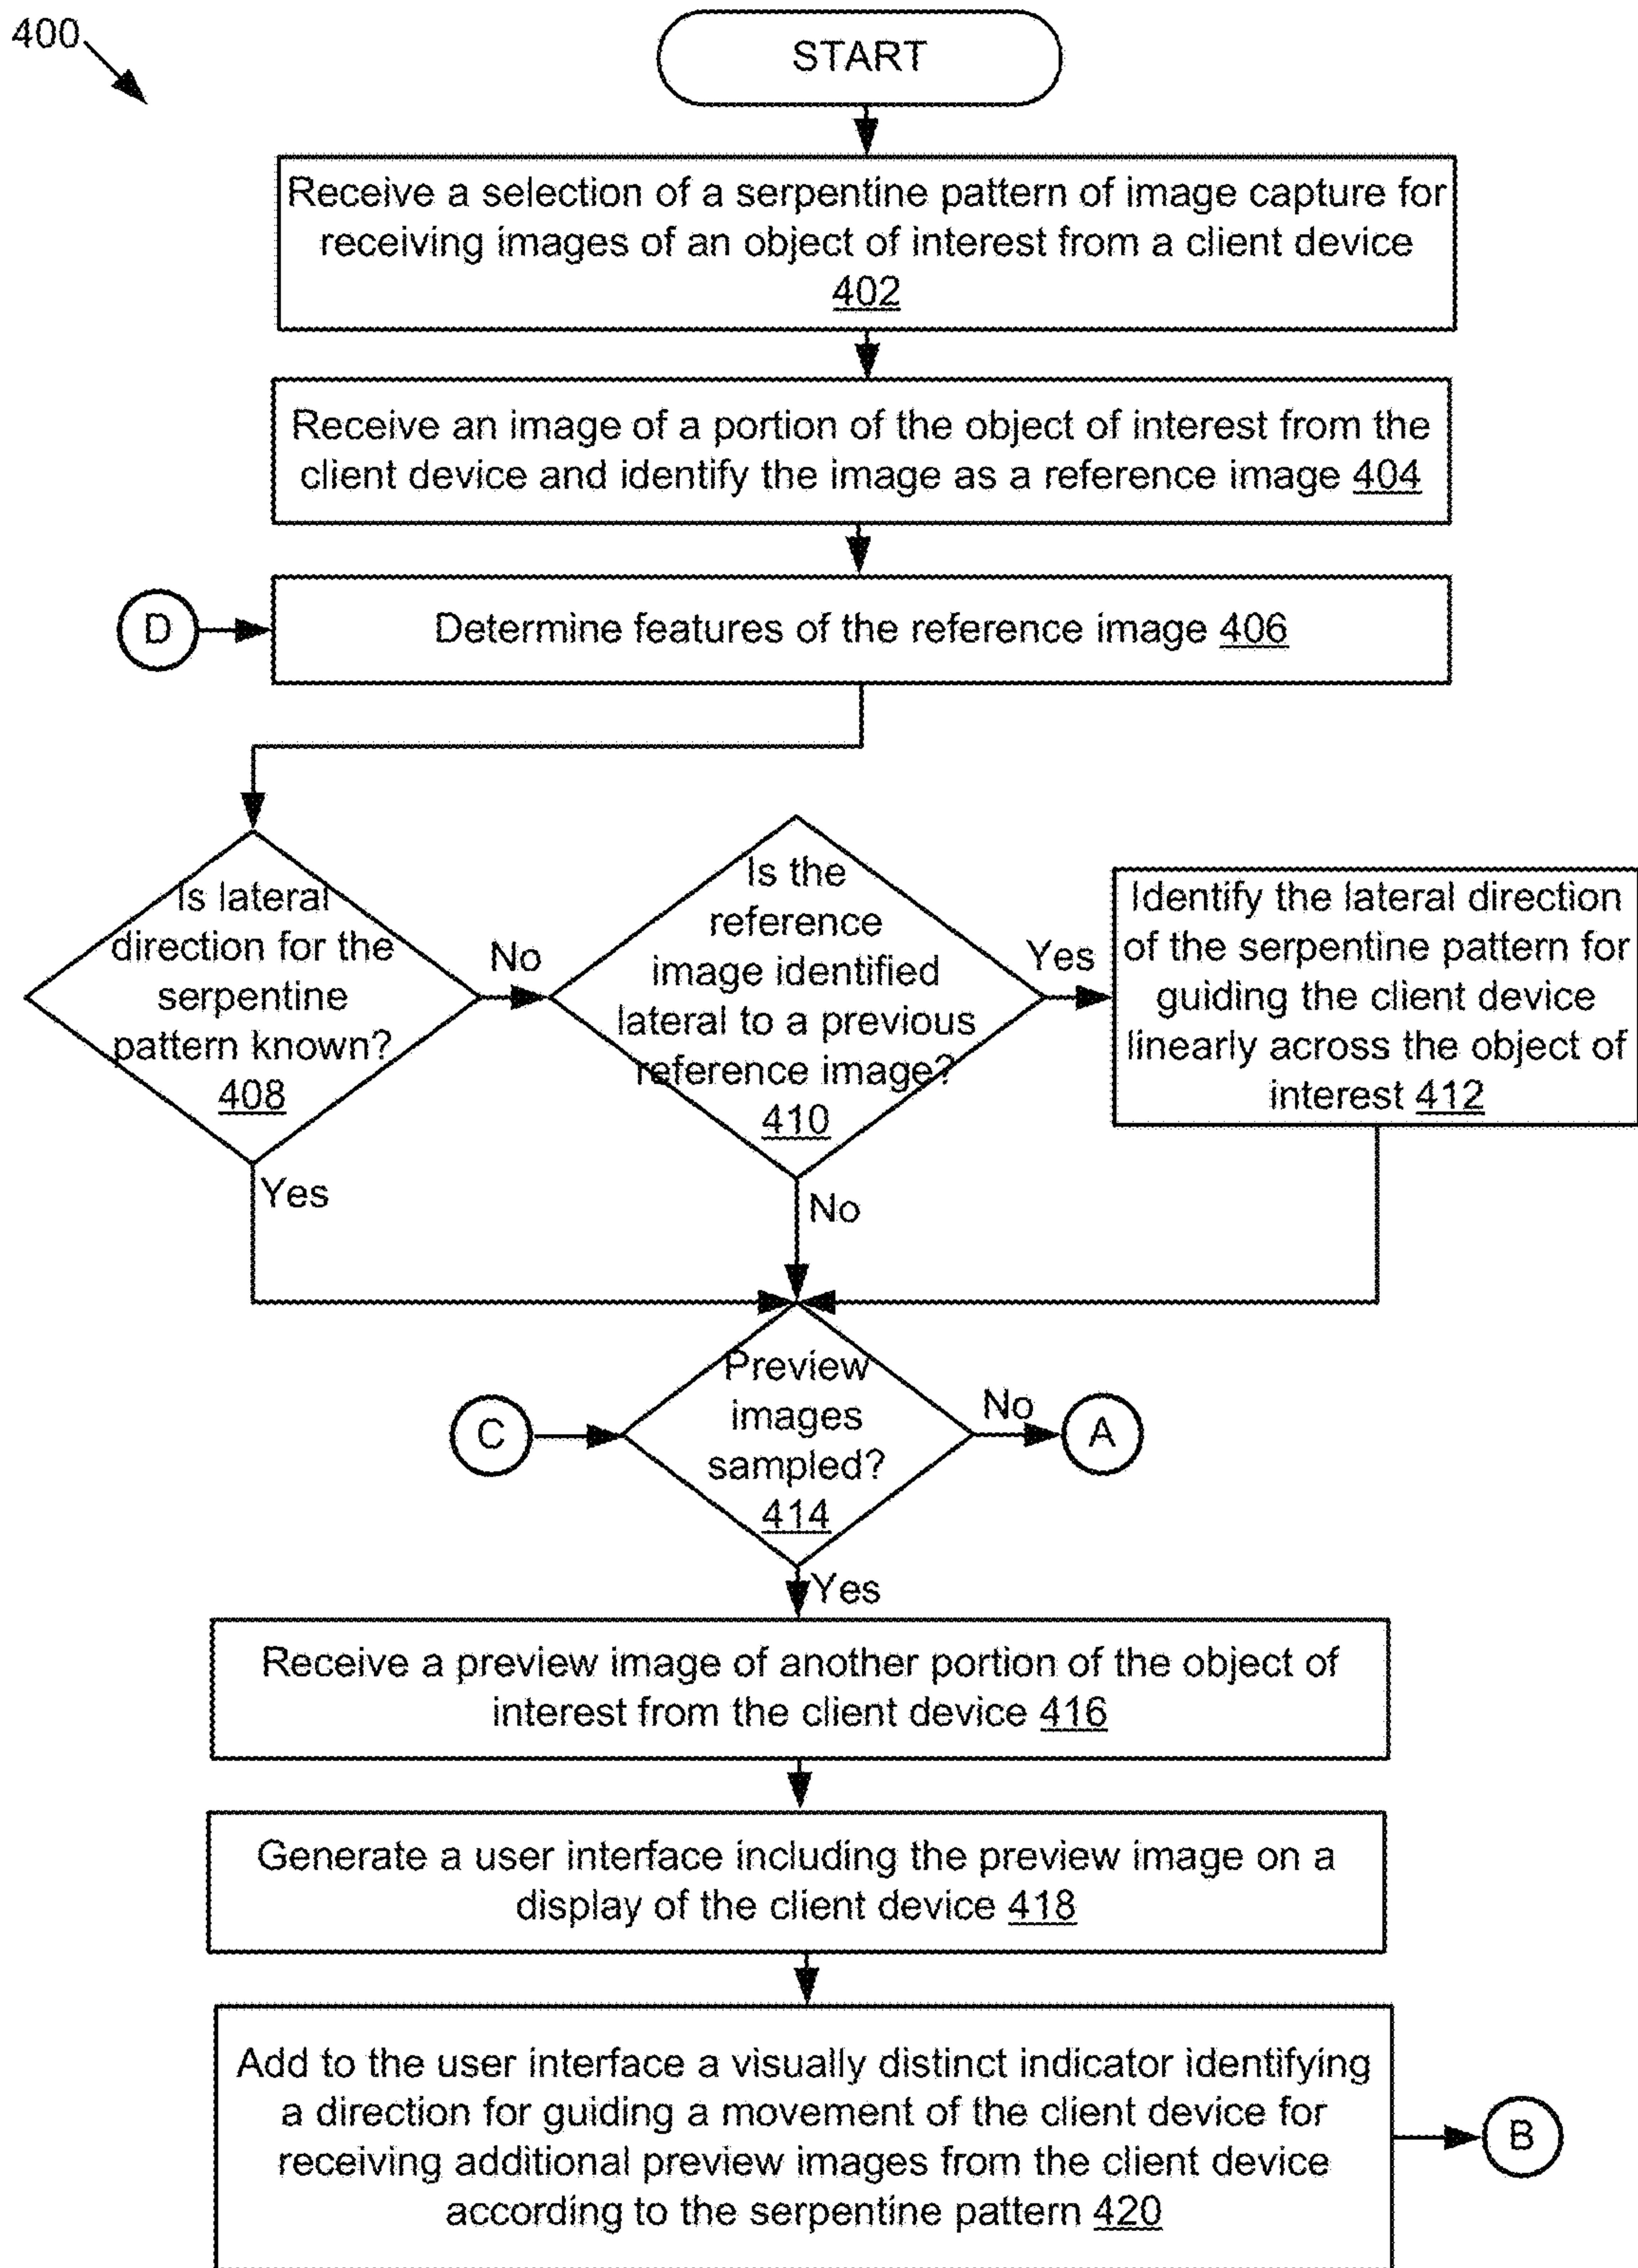 400
START
Receive a selection of a serpentine pattern of image capture for
receiving images of an object of interest from a client device
402
Receive an image of a portion of the object of interest from the
client device and identify the image as a reference image 404
D
Determine features of the reference image 406
Is lateral
direction for the
serpentine
pattern known?
408
No
Yes
Is the
reference
image identified
lateral to a previous
reference image?
410
Yes
No
Identify the lateral direction
of the serpentine pattern for
guiding the client device
linearly across the object of
interest 412
C
Preview
images
sampled?
414
No
A
Yes
Receive a preview image of another portion of the object of
interest from the client device 416
Generate a user interface including the preview image on a
display of the client device 418
Add to the user interface a visually distinct indicator identifying
a direction for guiding a movement of the client device for
receiving additional preview images from the client device
according to the serpentine pattern 420
B